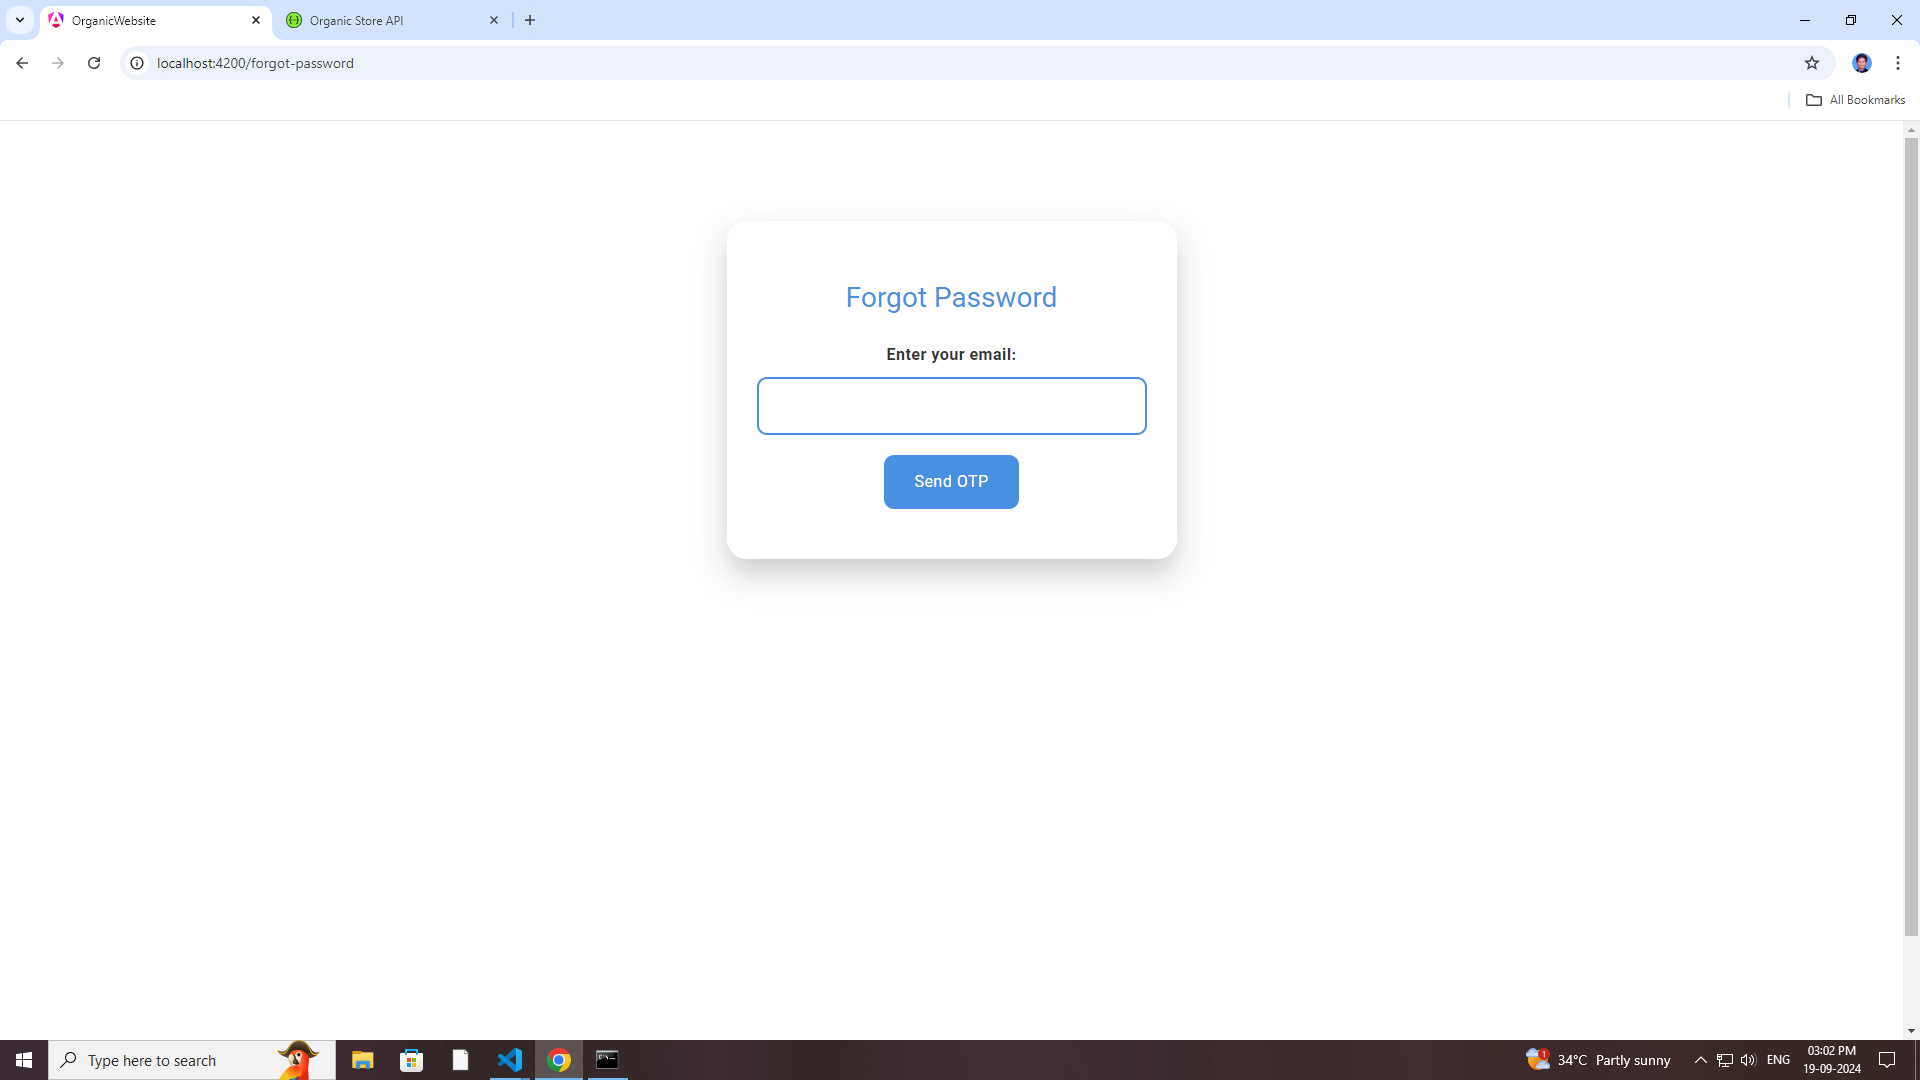 OrganicWebsite
Organic Store API
localhost:4200/forgot-password
All Bookmarks
Forgot Password
Enter your email:
Send OTP
Type here to search
1
34°C Partly sunny
ENG
03:02 PM
19-09-2024